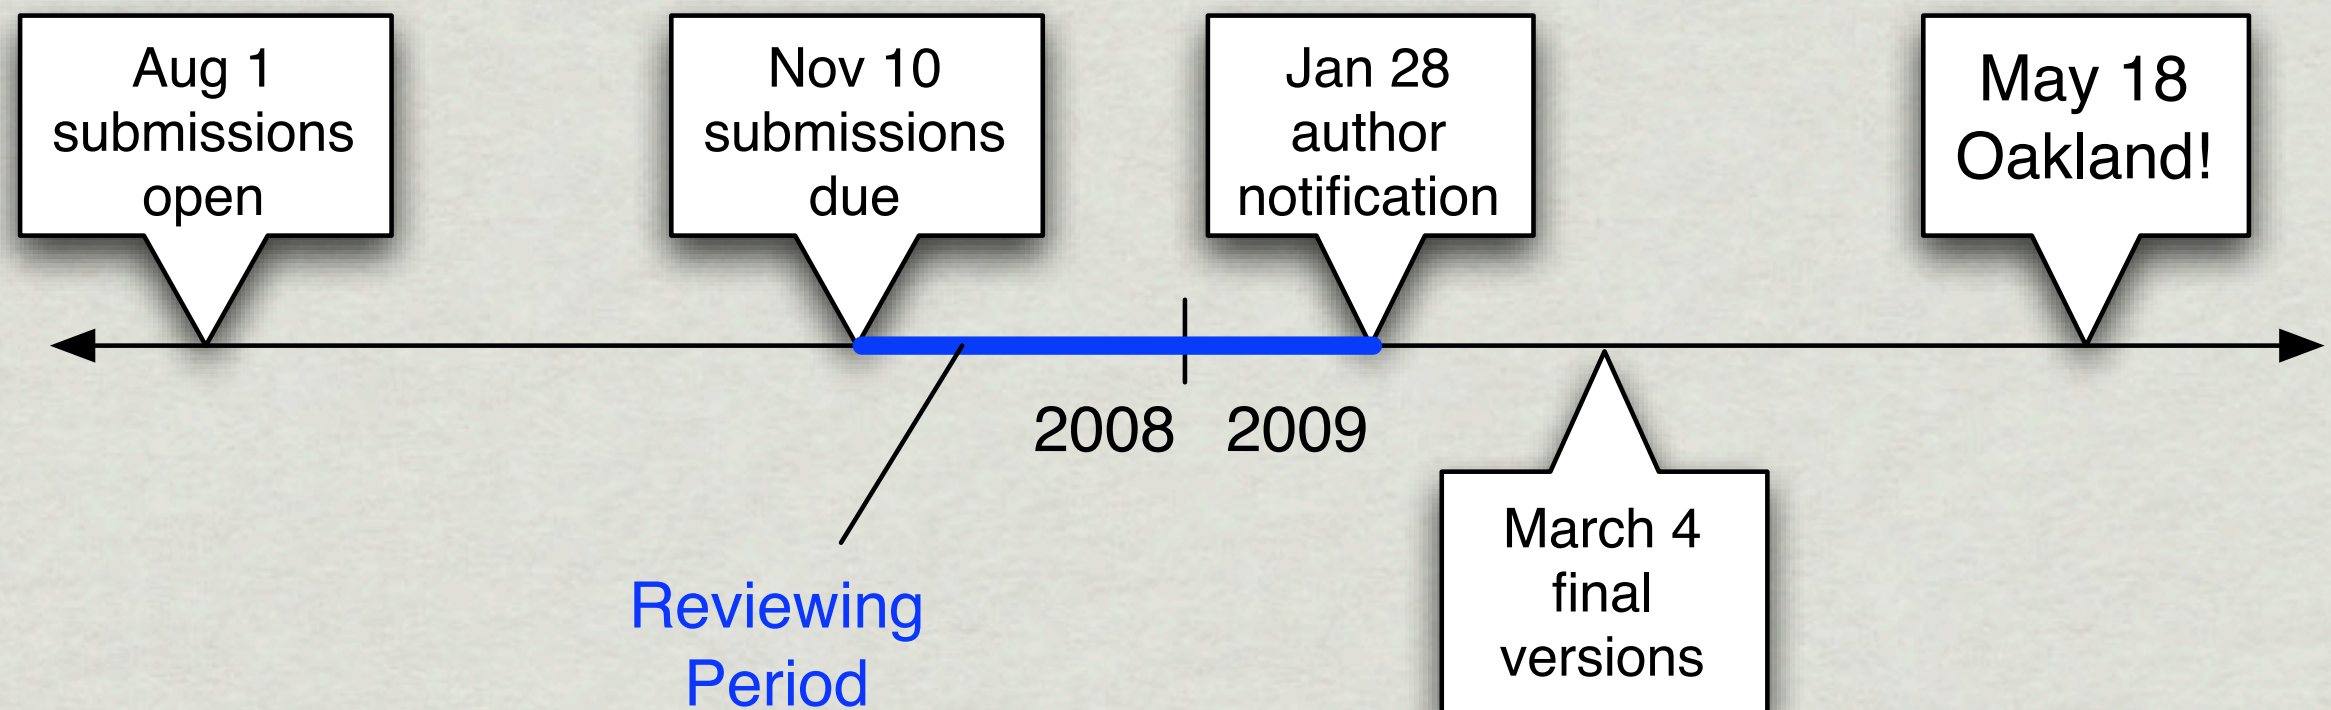 Aug 1
submissions
open
Nov 10
submissions
due
Jan 28
author
notification
May 18
Oakland!
2008 2009
March 4
final
versions
Reviewing
Period